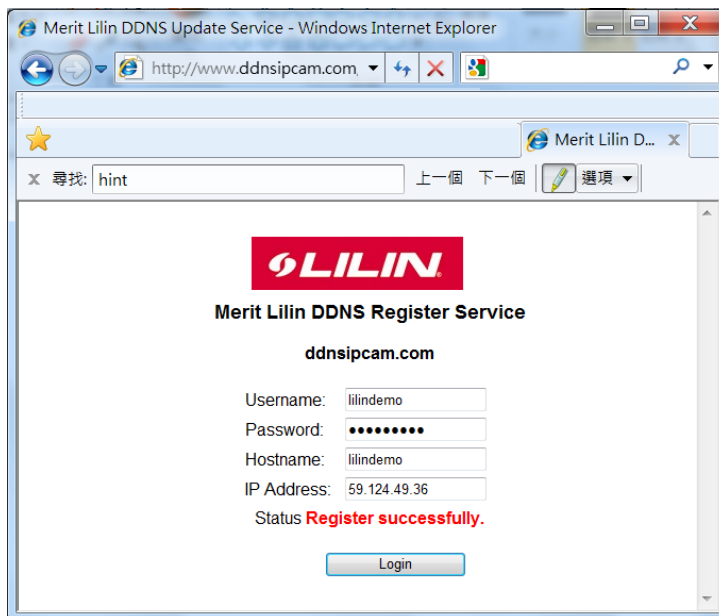 Merit Lilin DDNS Update Service - Windows Internet Explorer
http://www.ddnsipcam.com,
Merit Lilin D...
尋找: hint 上一個 下一個 選項
LILIN
Merit Lilin DDNS Register Service
ddnsipcam.com
Username: lilindemo
Password: •••••••••
Hostname: lilindemo
IP Address: 59.124.49.36
Status Register successfully.
Login